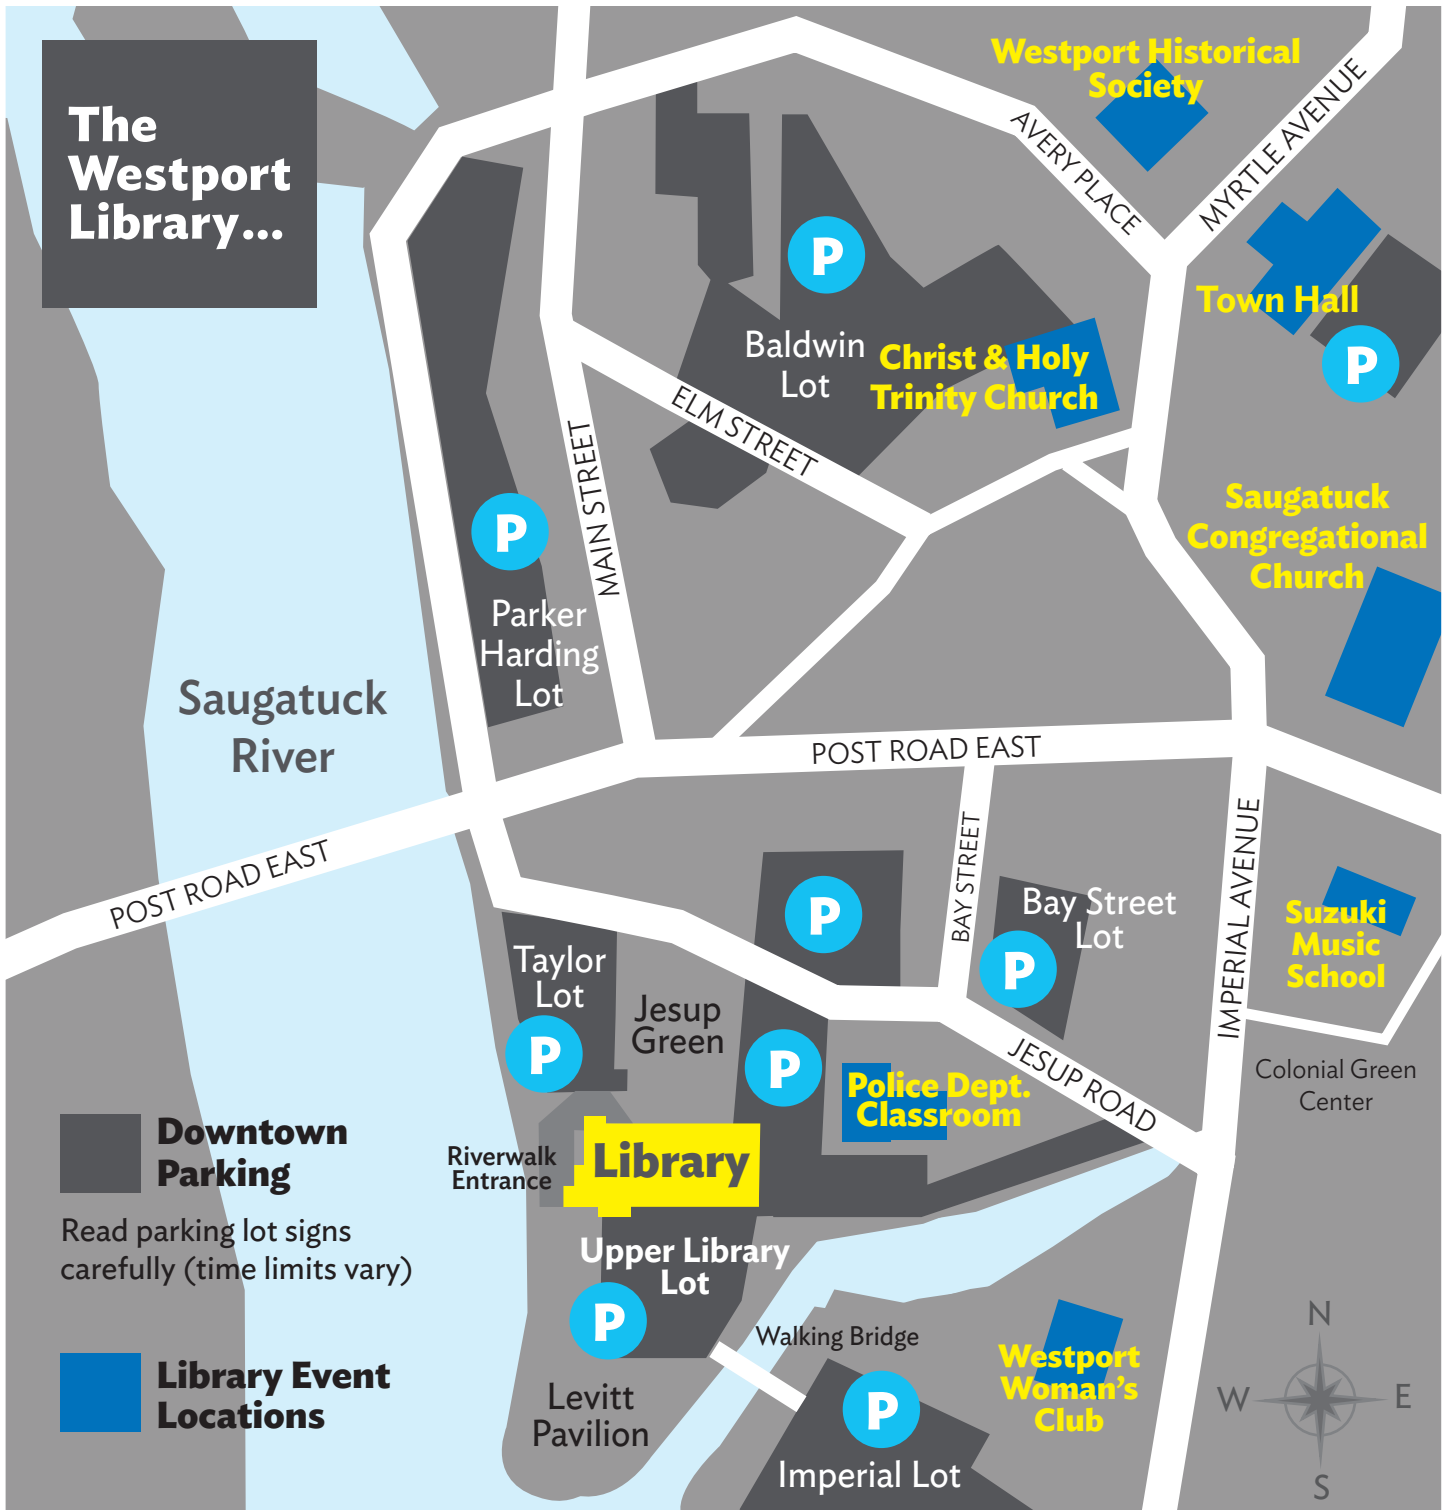 The
Westport
Library...
Westport Historical
Society
AVERY PLACE
MYRTLE AVENUE
P
Baldwin
Lot
Christ & Holy
Trinity Church
Town Hall
P
ELM STREET
MAIN STREET
P
Parker
Harding
Lot
Saugatuck
Congregational
Church
Saugatuck
River
POST ROAD EAST
POST ROAD EAST
BAY STREET
IMPERIAL AVENUE
P
Bay Street
Lot
P
Suzuki
Music
School
Taylor
Lot
P
Jesup
Green
P
Police Dept.
Classroom
JESUP ROAD
Colonial Green
Center
Downtown
Parking
Read parking lot signs
carefully (time limits vary)
Library Event
Locations
Riverwalk
Entrance
Library
Upper Library
Lot
P
Walking Bridge
Levitt
Pavilion
P
Imperial Lot
Westport
Woman's
Club
N
W
E
S